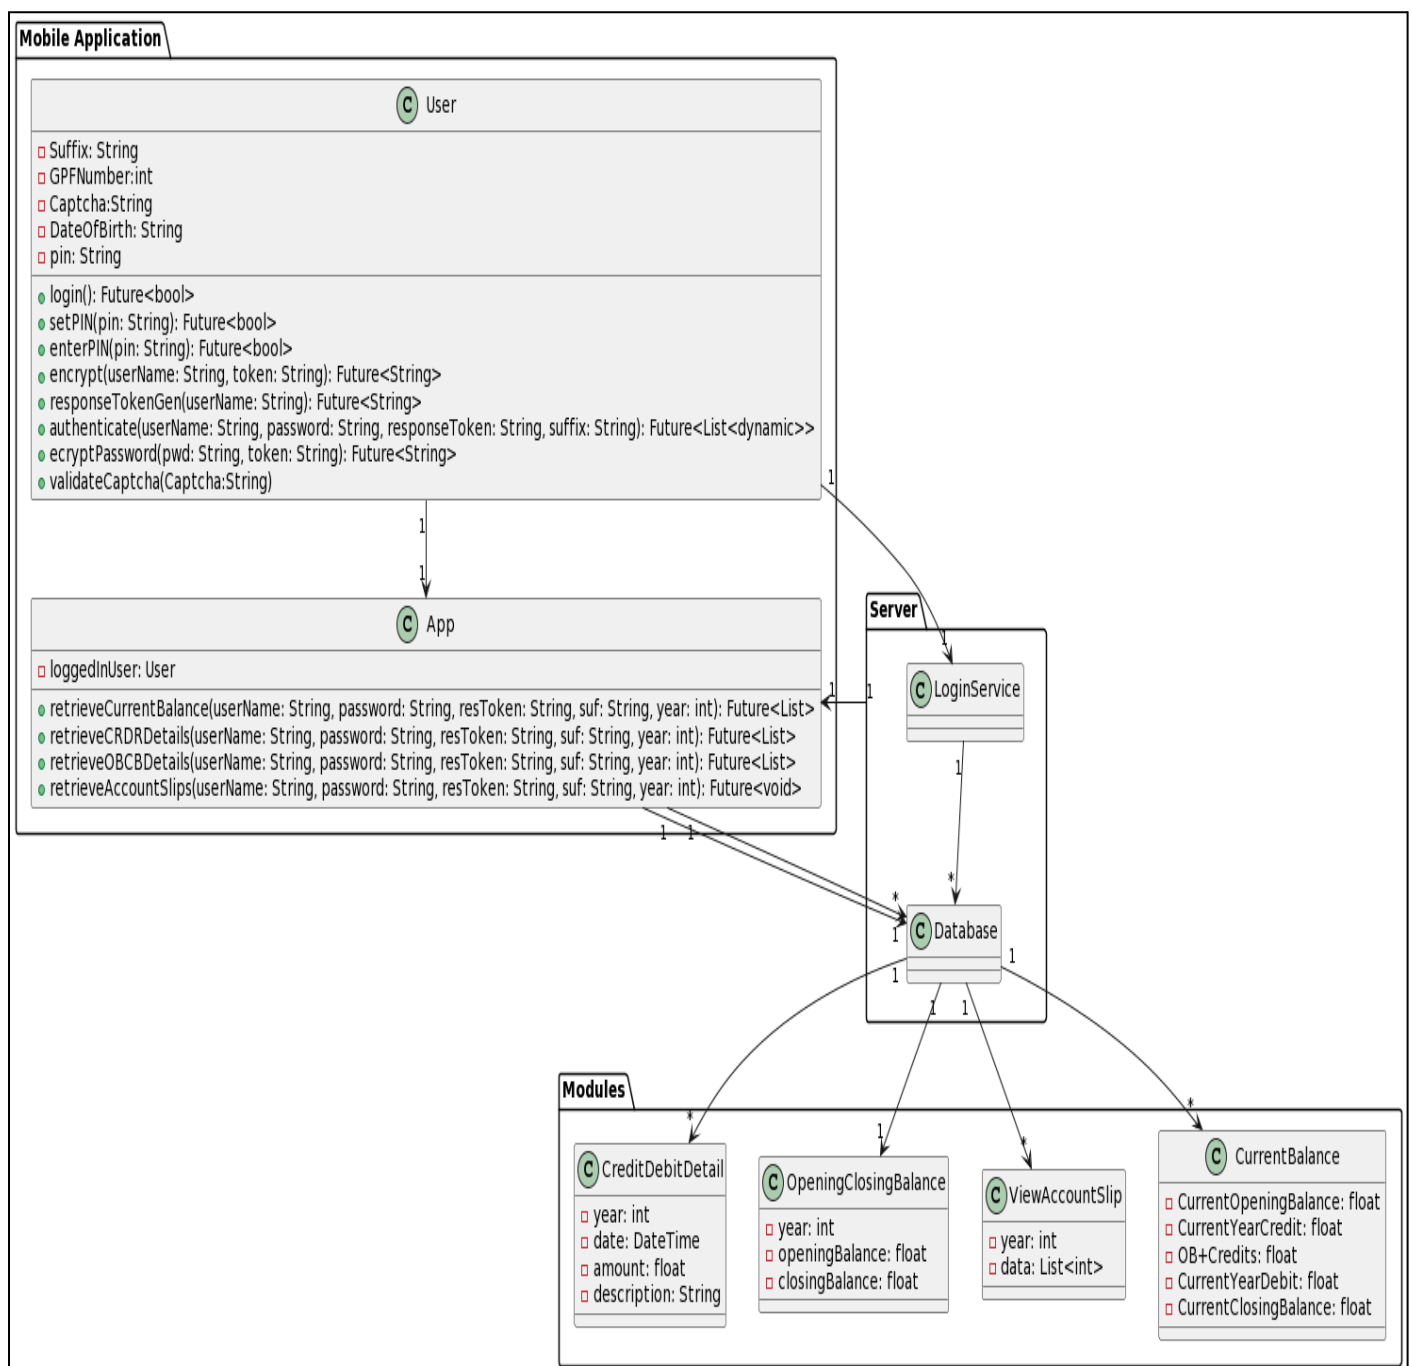 Mobile Application
C User
Suffix: String
GPFNumber:int
Captcha:String
DateOfBirth: String
pin: String
login(): Future<bool>
setPIN(pin: String): Future<bool>
enterPIN(pin: String): Future<bool>
encrypt(userName: String, token: String): Future<String>
responseTokenGen(userName: String): Future<String>
authenticate(userName: String, password: String, responseToken: String, suffix: String): Future<List<dynamic>>
ecryptPassword(pwd: String, token: String): Future<String>
validateCaptcha(Captcha:String)
1
1
1
1
C App
loggedInUser: User
retrieveCurrentBalance(userName: String, password: String, resToken: String, suf: String, year: int): Future<List>
retrieveCRDRDetails(userName: String, password: String, resToken: String, suf: String, year: int): Future<List>
retrieveOBCBDetails(userName: String, password: String, resToken: String, suf: String, year: int): Future<List>
retrieveAccountSlips(userName: String, password: String, resToken: String, suf: String, year: int): Future<void>
1 1
Server
C LoginService
1
1 1
*
*
1
C Database
1
1
1
1
Modules
*
1
*
*
C CreditDebitDetail
year: int
date: DateTime
amount: float
description: String
C OpeningClosingBalance
year: int
openingBalance: float
closingBalance: float
C ViewAccountSlip
year: int
data: List<int>
C CurrentBalance
CurrentOpeningBalance: float
CurrentYearCredit: float
OB+Credits: float
CurrentYearDebit: float
CurrentClosingBalance: float